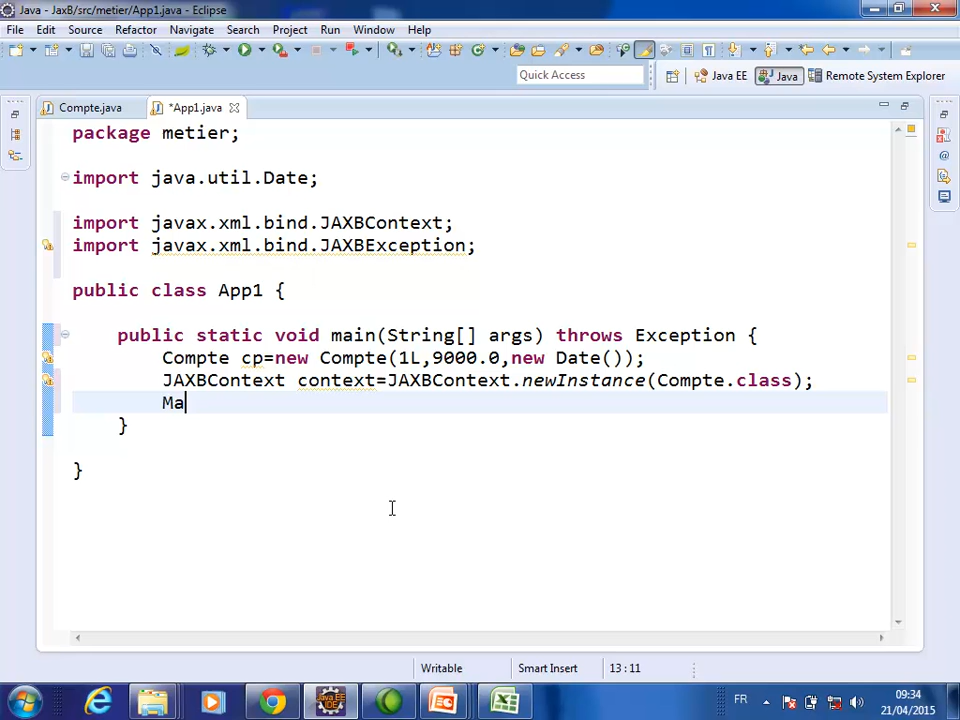 Java - JaxB/src/metier/App1.java - Eclipse
File Edit Source Refactor Navigate Search Project Run Window Help
Quick Access
Java EE Java Remote System Explorer
Compte.java *App1.java
package metier;
import java.util.Date;
import javax.xml.bind.JAXBContext;
import javax.xml.bind.JAXBException;
public class App1 {
public static void main(String[] args) throws Exception {
Compte cp=new Compte(1L,9000.0,new Date());
JAXBContext context=JAXBContext.newInstance(Compte.class);
Ma
}
}
Writable Smart Insert 13 : 11
FR 09:34
21/04/2015